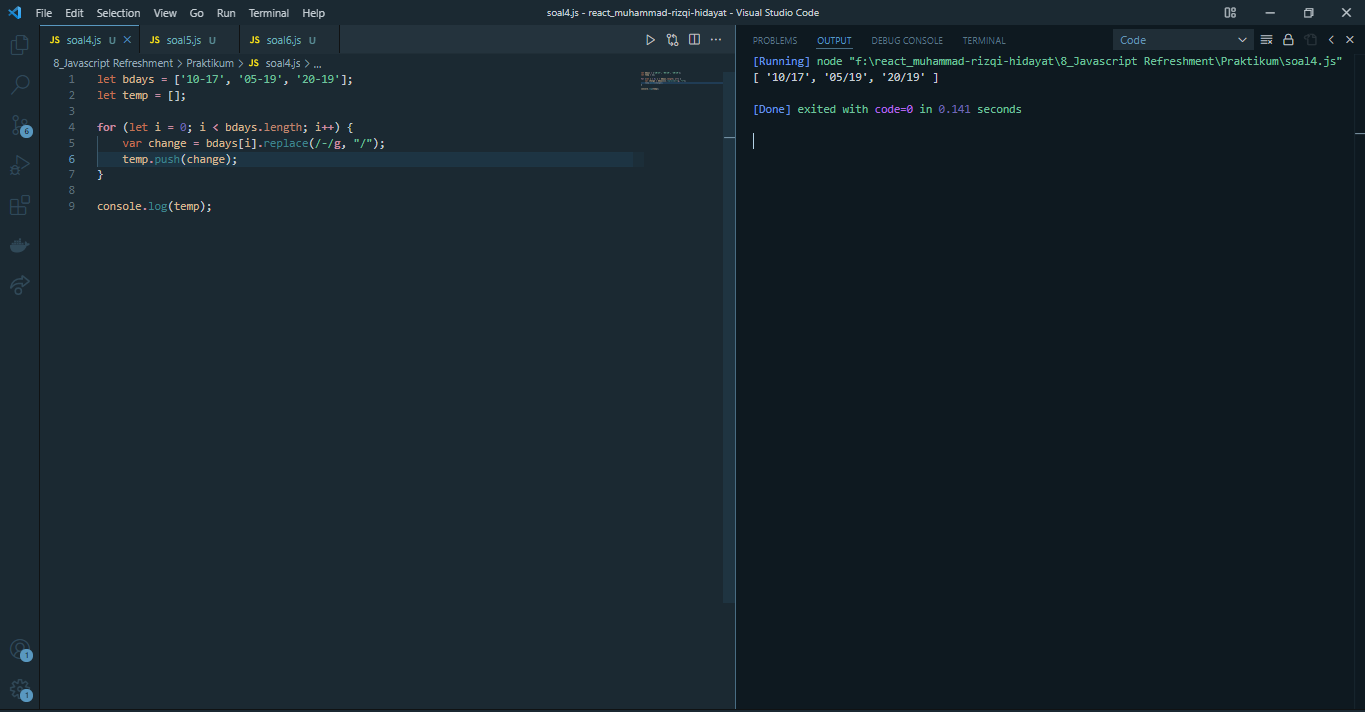 File Edit Selection View Go Run Terminal Help soal4.js - react_muhammad-rizqi-hidayat - Visual Studio Code
JS soal4.js U JS soal5.js U JS soal6.js U
PROBLEMS OUTPUT DEBUG CONSOLE TERMINAL Code
8_Javascript Refreshment > Praktikum > JS soal4.js > ...
1 let bdays = ['10-17', '05-19', '20-19'];
2 let temp = [];
3
4 for (let i = 0; i < bdays.length; i++) {
5 var change = bdays[i].replace(/-/g, "/");
6 temp.push(change);
7 }
8
9 console.log(temp);
[Running] node "f:\react_muhammad-rizqi-hidayat\8_Javascript Refreshment\Praktikum\soal4.js"
[ '10/17', '05/19', '20/19' ]
[Done] exited with code=0 in 0.141 seconds
6
1
1